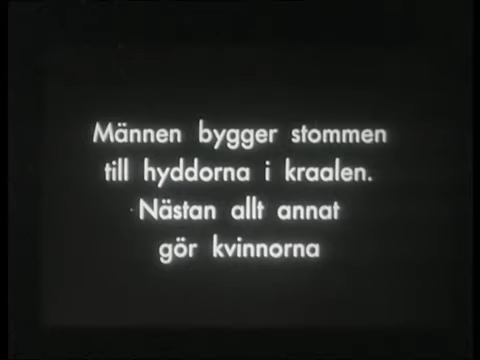 Männen bygger stommen
till hyddorna i kraalen.
Nästan allt annat
gör kvinnorna